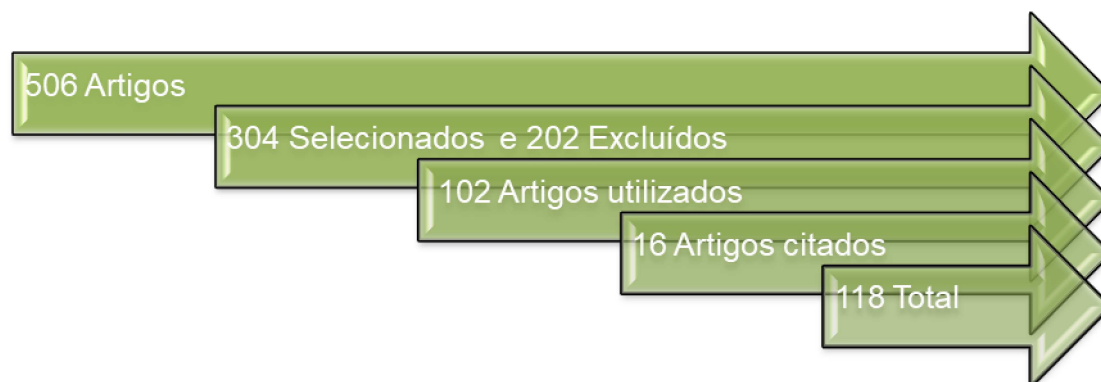 506 Artigos
304 Selecionados e 202 Excluídos
102 Artigos utilizados
16 Artigos citados
118 Total